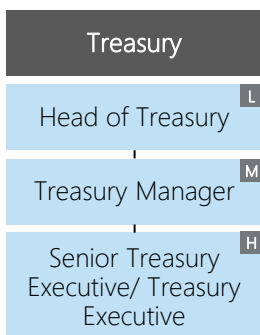 Treasury
L
Head of Treasury
M
Treasury Manager
H
Senior Treasury
Executive/ Treasury
Executive